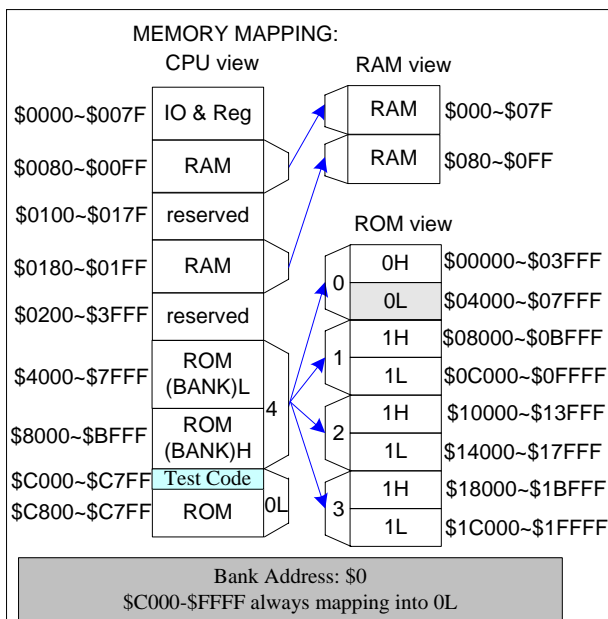 MEMORY MAPPING:
CPU view
RAM view
$0000~$007F
IO & Reg
RAM
$000~$07F
$0080~$00FF
RAM
RAM
$080~$0FF
$0100~$017F
reserved
ROM view
$0180~$01FF
RAM
0
0H
$00000~$03FFF
0L
$04000~$07FFF
$0200~$3FFF
reserved
1
1H
$08000~$0BFFF
1L
$0C000~$0FFFF
$4000~$7FFF
ROM
(BANK)L
4
2
1H
$10000~$13FFF
1L
$14000~$17FFF
$8000~$BFFF
ROM
(BANK)H
3
1H
$18000~$1BFFF
1L
$1C000~$1FFFF
$C000~$C7FF
Test Code
$C800~$C7FF
ROM
0L
Bank Address: $0
$C000-$FFFF always mapping into 0L